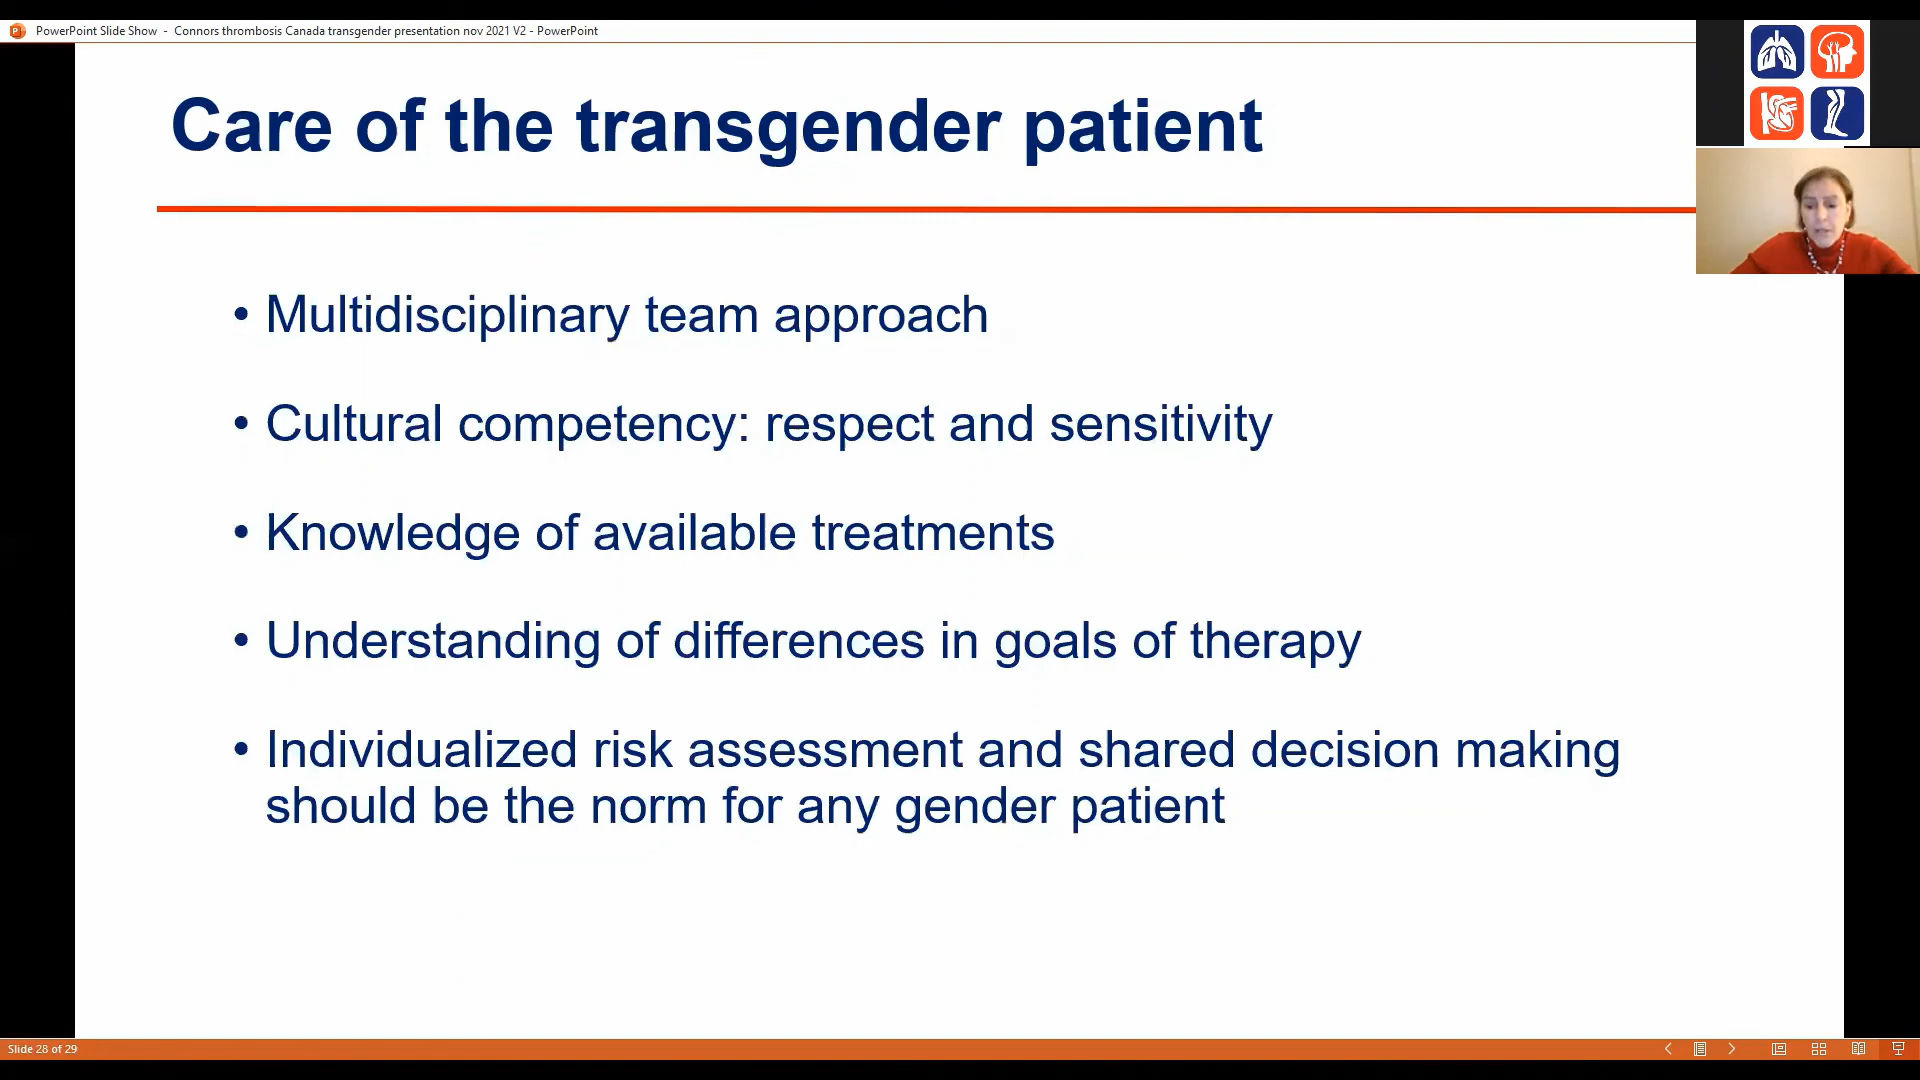 PowerPoint Slide Show - Connors thrombosis Canada transgender presentation nov 2021 V2 - PowerPoint
Care of the transgender patient
• Multidisciplinary team approach
• Cultural competency: respect and sensitivity
• Knowledge of available treatments
• Understanding of differences in goals of therapy
• Individualized risk assessment and shared decision making
should be the norm for any gender patient
Slide 28 of 29